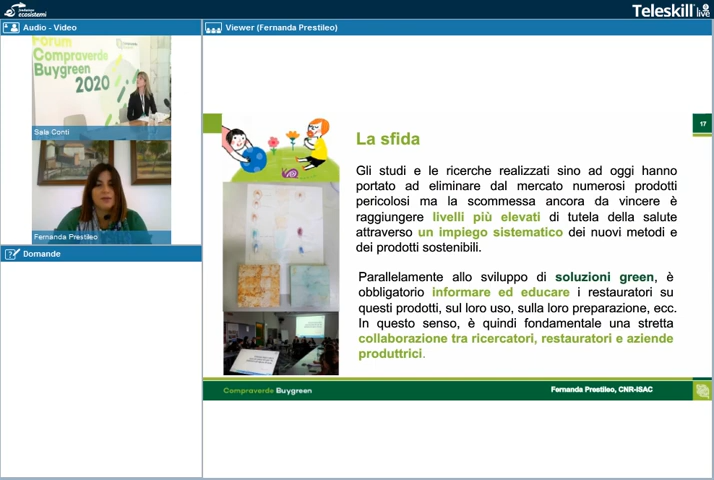 fondazione
ecosistemi
Teleskill live
Audio - Video
Viewer (Fernanda Prestileo)
Forum
Compraverde
Buygreen
2020
Sala Conti
Fernanda Prestileo
Domande
17
La sfida
Gli studi e le ricerche realizzati sino ad oggi hanno
portato ad eliminare dal mercato numerosi prodotti
pericolosi ma la scommessa ancora da vincere è
raggiungere livelli più elevati di tutela della salute
attraverso un impiego sistematico dei nuovi metodi e
dei prodotti sostenibili.
Parallelamente allo sviluppo di soluzioni green, è
obbligatorio informare ed educare i restauratori su
questi prodotti, sul loro uso, sulla loro preparazione, ecc.
In questo senso, è quindi fondamentale una stretta
collaborazione tra ricercatori, restauratori e aziende
produttrici.
Compraverde Buygreen
Fernanda Prestileo, CNR-ISAC